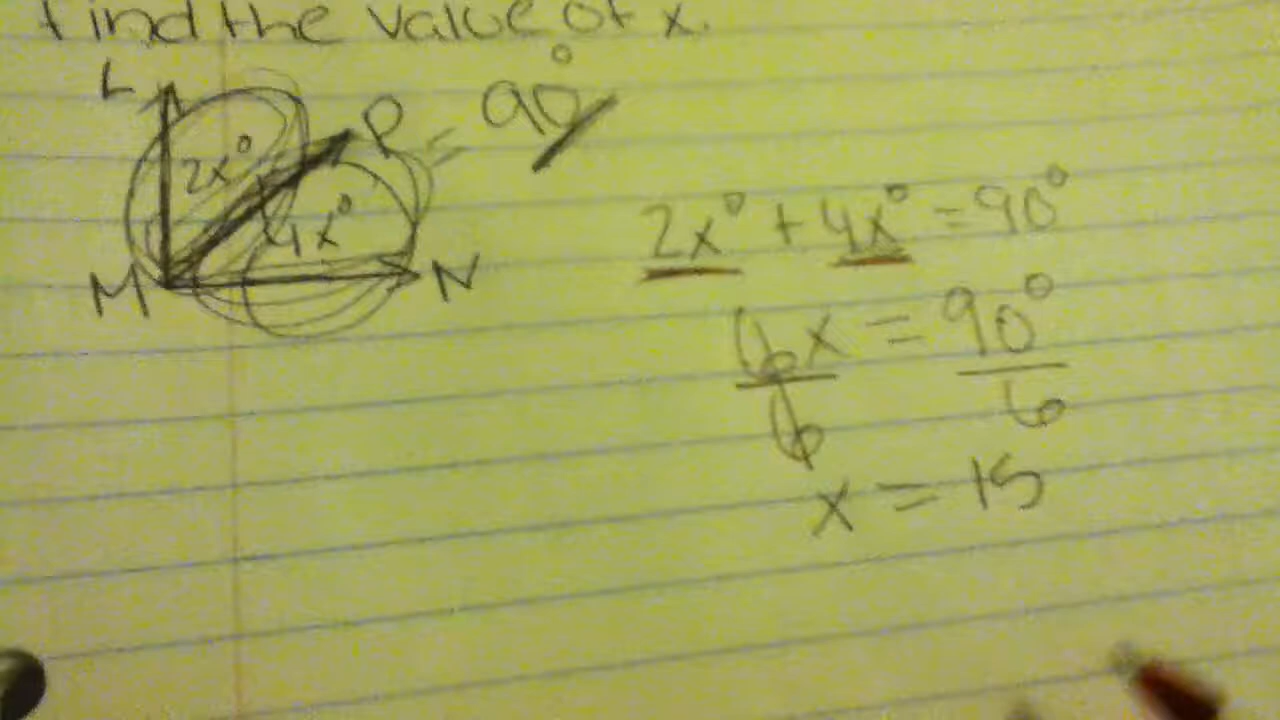 Find the value of x.
L
P = 90°
2x°
4x°
M
N
2x° + 4x° = 90°
6x = 90°
6 6
x = 15